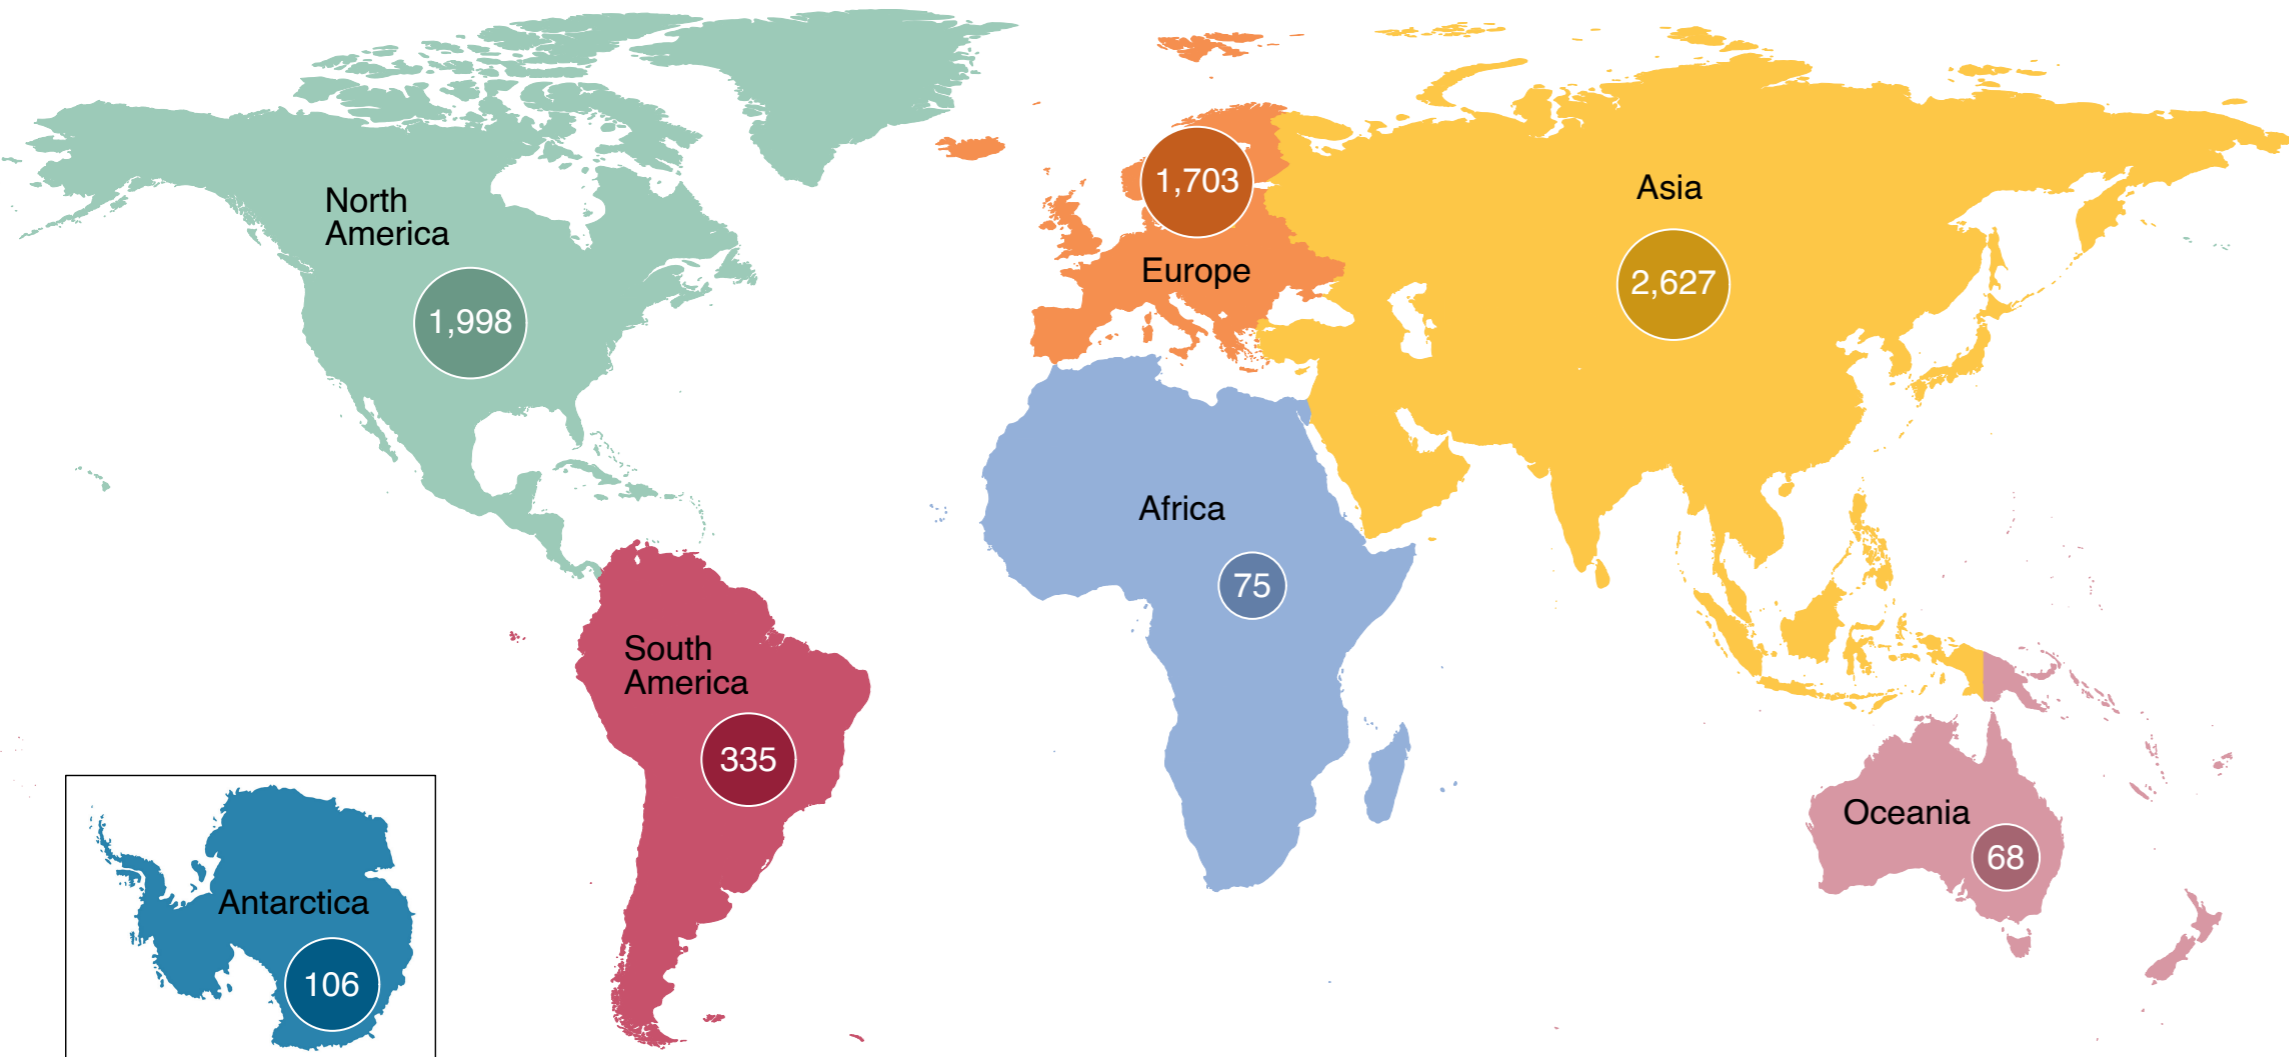 North
America
1,998
1,703
Europe
Asia
2,627
Africa
75
South
America
335
Oceania
68
Antarctica
106